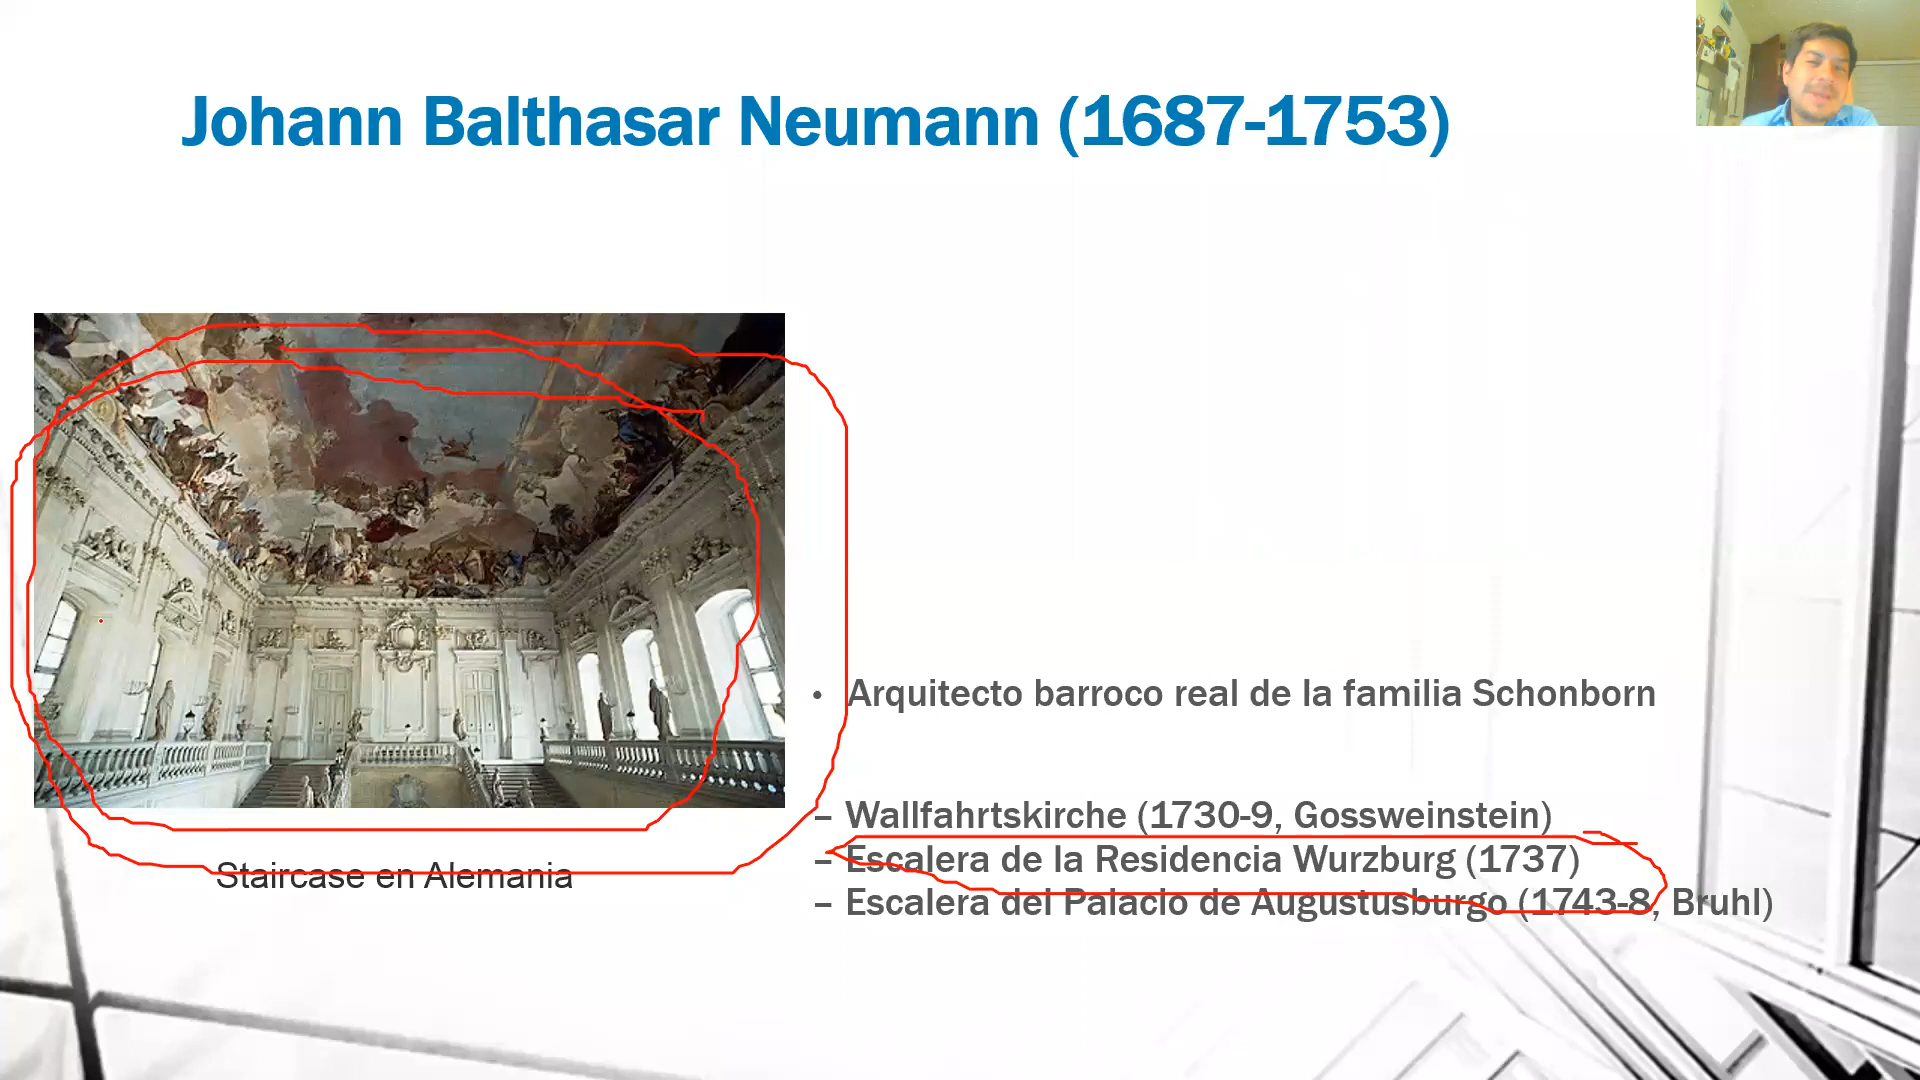 Johann Balthasar Neumann (1687-1753)
• Arquitecto barroco real de la familia Schonborn
– Wallfahrtskirche (1730-9, Gossweinstein)
– Escalera de la Residencia Wurzburg (1737)
– Escalera del Palacio de Augustusburgo (1743-8, Bruhl)
Staircase en Alemania